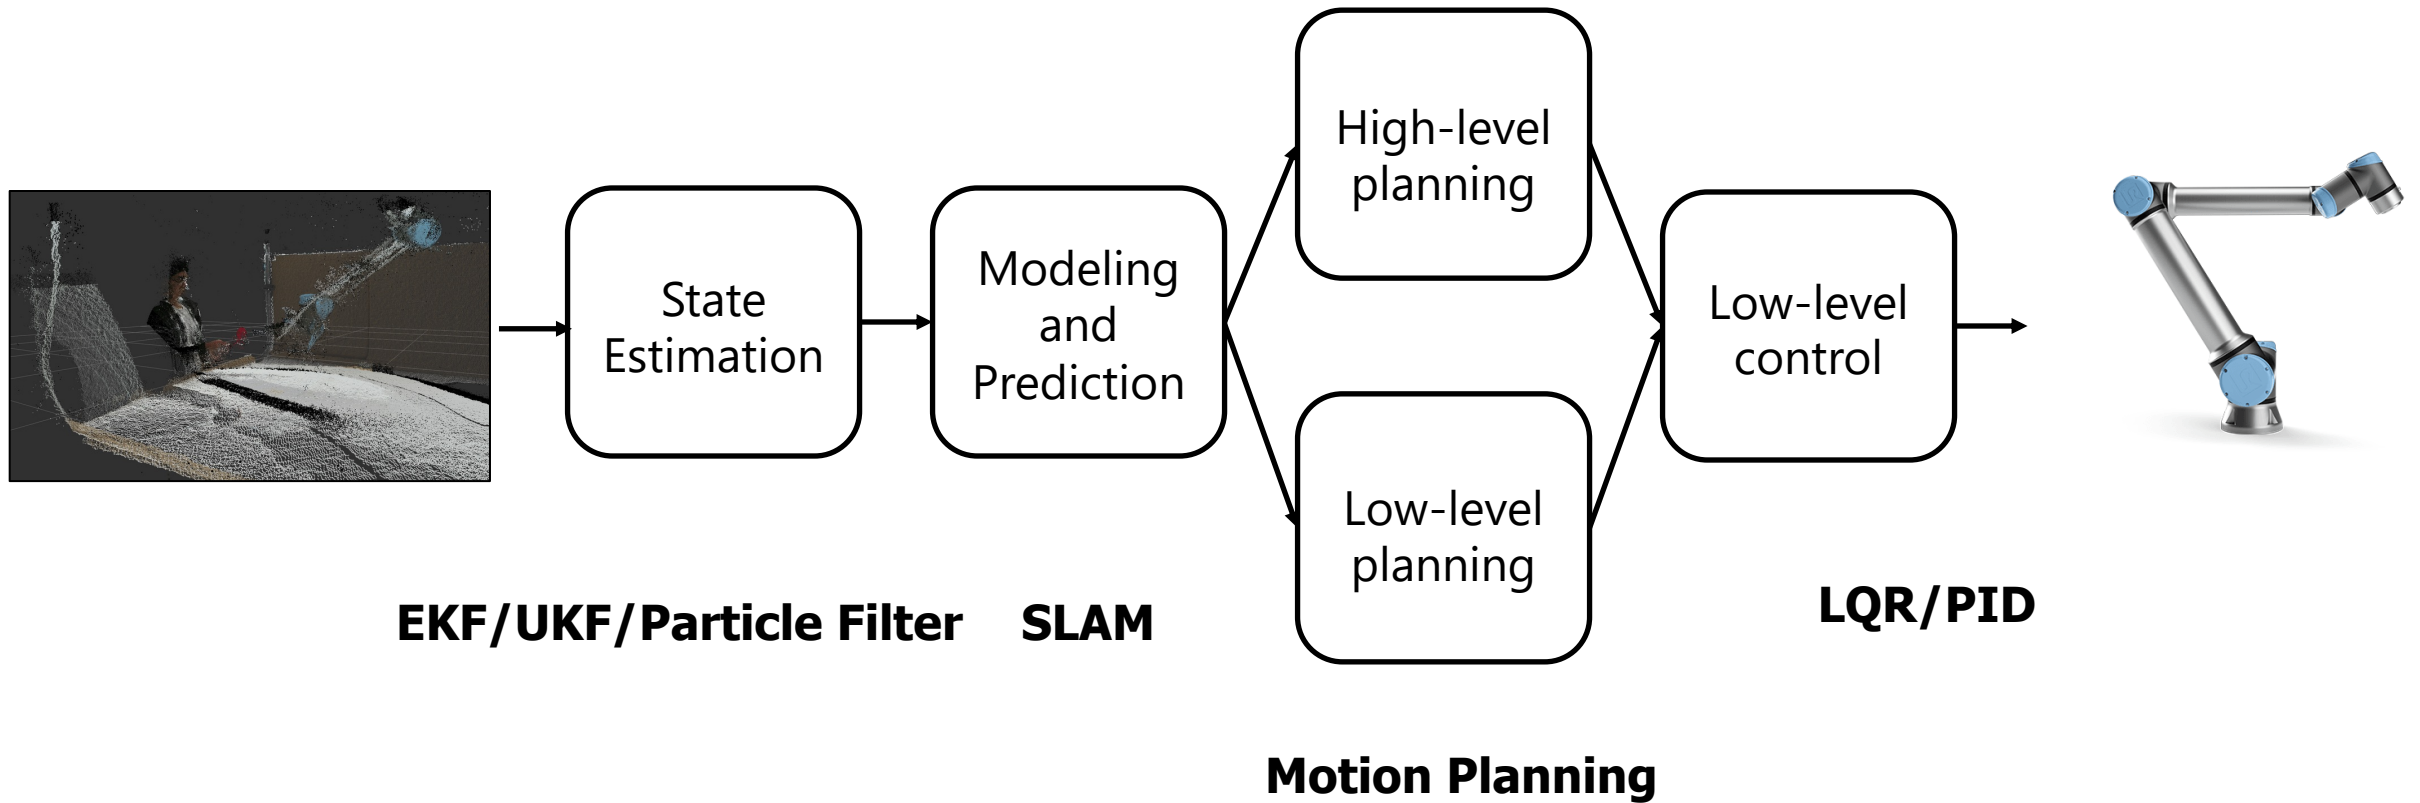 High-level
planning
State
Estimation
Modeling
and
Prediction
Low-level
control
Low-level
planning
EKF/UKF/Particle Filter
SLAM
LQR/PID
Motion Planning